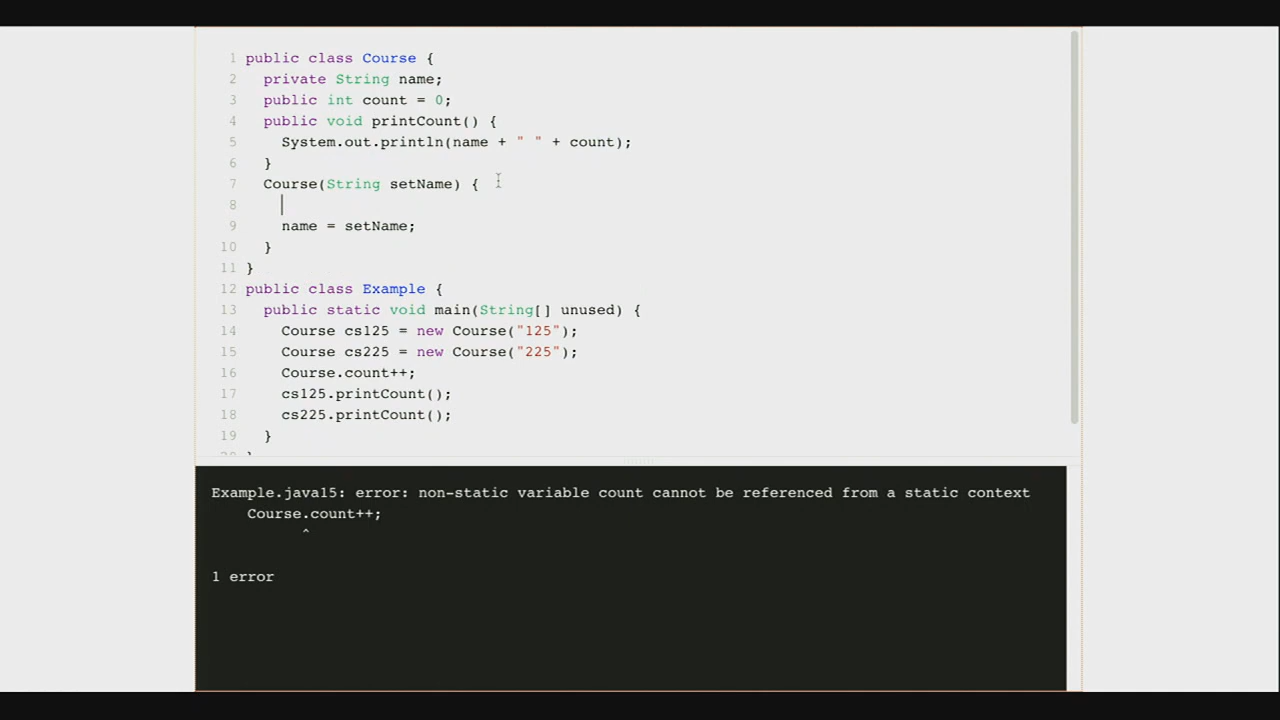 1 public class Course {
2   private String name;
3   public int count = 0;
4   public void printCount() {
5     System.out.println(name + " " + count);
6   }
7   Course(String setName) {
8
9     name = setName;
10   }
11 }
12 public class Example {
13   public static void main(String[] unused) {
14     Course cs125 = new Course("125");
15     Course cs225 = new Course("225");
16     Course.count++;
17     cs125.printCount();
18     cs225.printCount();
19   }
Example.java15: error: non-static variable count cannot be referenced from a static context
    Course.count++;
          ^
1 error